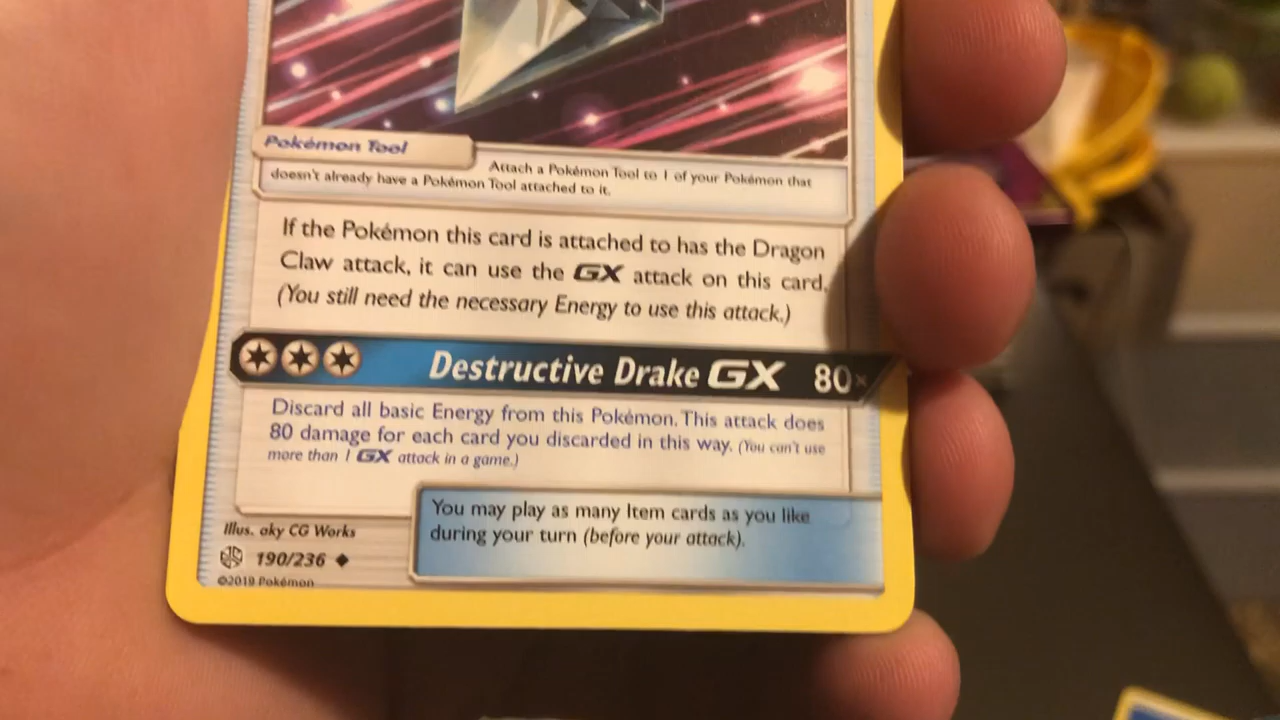 Pokémon Tool
Attach a Pokémon Tool to 1 of your Pokémon that
doesn't already have a Pokémon Tool attached to it.
If the Pokémon this card is attached to has the Dragon
Claw attack, it can use the GX attack on this card.
(You still need the necessary Energy to use this attack.)
Destructive Drake GX 80×
Discard all basic Energy from this Pokémon. This attack does
80 damage for each card you discarded in this way. (You can't use
more than 1 GX attack in a game.)
You may play as many Item cards as you like
during your turn (before your attack).
Illus. aky CG Works
190/236
©2019 Pokémon